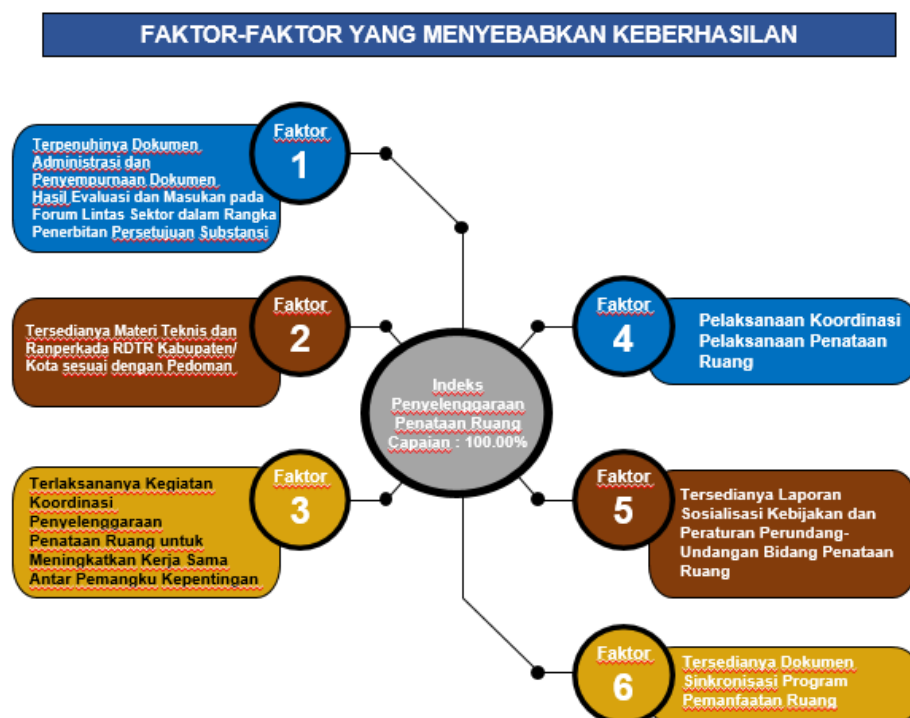 FAKTOR-FAKTOR YANG MENYEBABKAN KEBERHASILAN
Faktor
1
Terpenuhinya Dokumen
Administrasi dan
Penyempurnaan Dokumen
Hasil Evaluasi dan Masukan pada
Forum Lintas Sektor dalam Rangka
Penerbitan Persetujuan Substansi
Faktor
2
Tersedianya Materi Teknis dan
Ranperkada RDTR Kabupaten/
Kota sesuai dengan Pedoman
Faktor
3
Terlaksananya Kegiatan
Koordinasi
Penyelenggaraan
Penataan Ruang untuk
Meningkatkan Kerja Sama
Antar Pemangku Kepentingan
Indeks
Penyelenggaraan
Penataan Ruang
Capaian : 100.00%
Faktor
4
Pelaksanaan Koordinasi
Pelaksanaan Penataan
Ruang
Faktor
5
Tersedianya Laporan
Sosialisasi Kebijakan dan
Peraturan Perundang-
Undangan Bidang Penataan
Ruang
Faktor
6
Tersedianya Dokumen
Sinkronisasi Program
Pemanfaatan Ruang